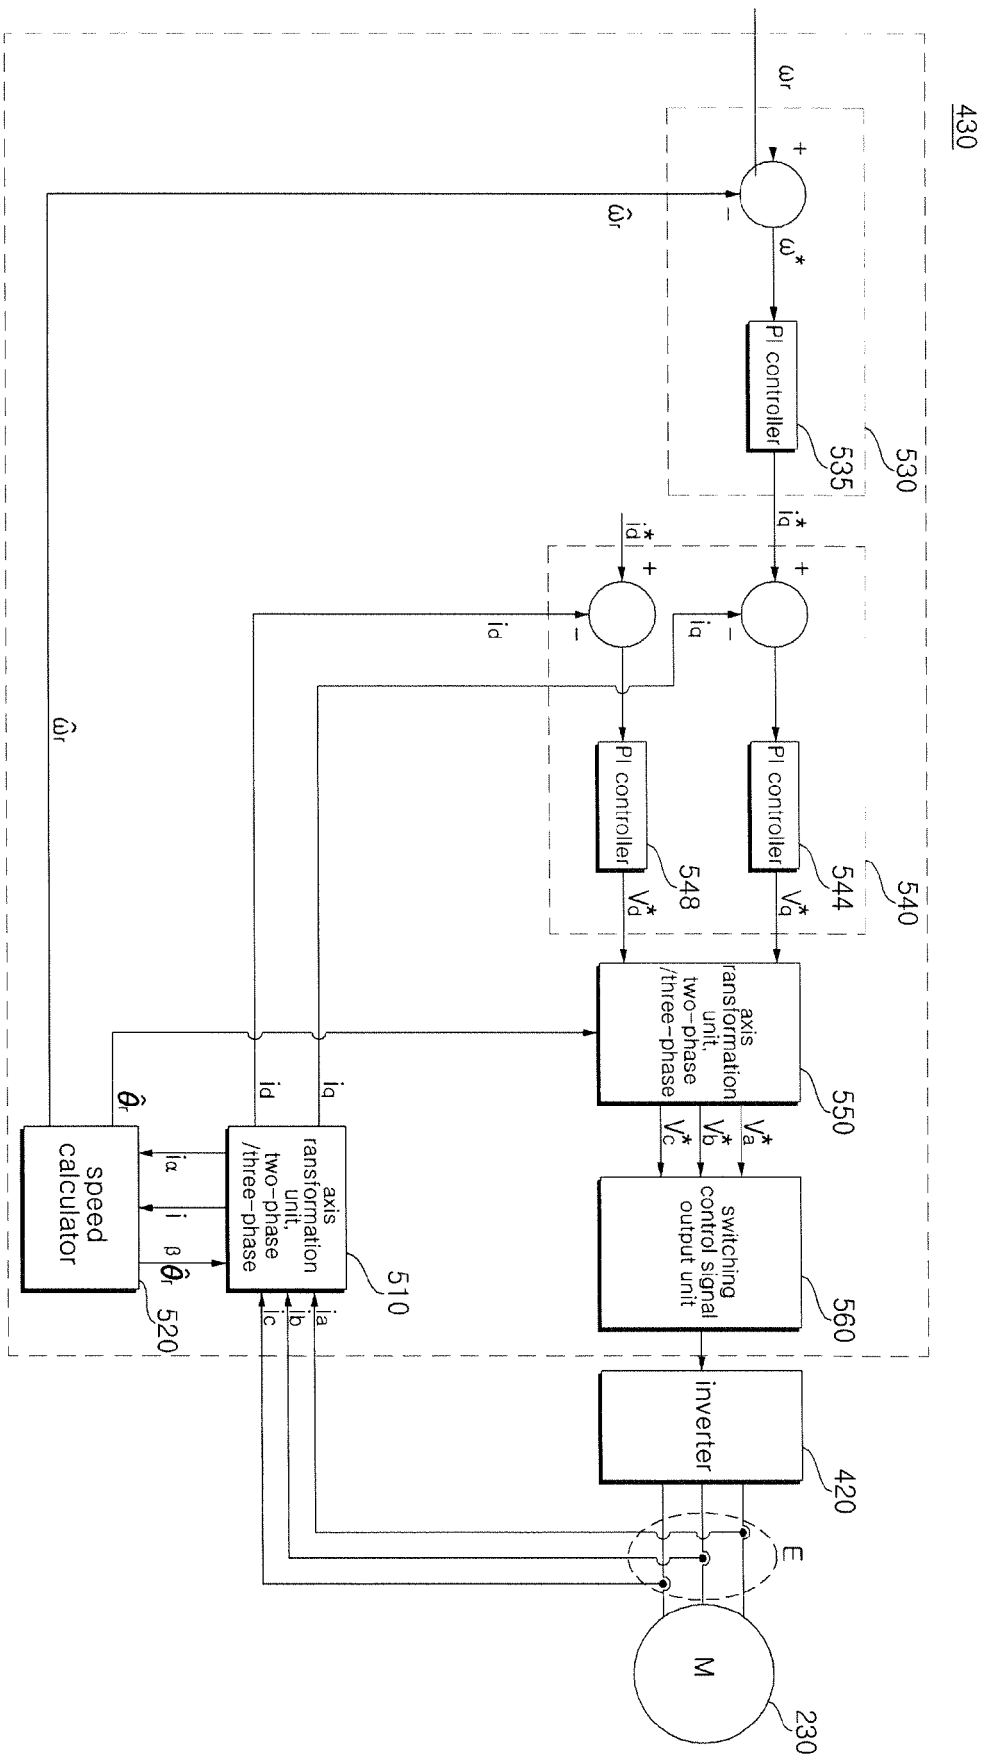 430
ωr
+
-
ω*
PI controller
535
530
ω̂r
iq*
+
-
iq
id*
+
-
id
PI controller
544
PI controller
548
540
Vq*
Vd*
axis
ransformation
unit,
two-phase
/three-phase
550
Va*
Vb*
Vc*
switching
control signal
output unit
560
inverter
420
E
M
230
ω̂r
θ̂r
iq
id
axis
ransformation
unit,
two-phase
/three-phase
510
ia
ib
ic
iα
i
β
θ̂r
speed
calculator
520